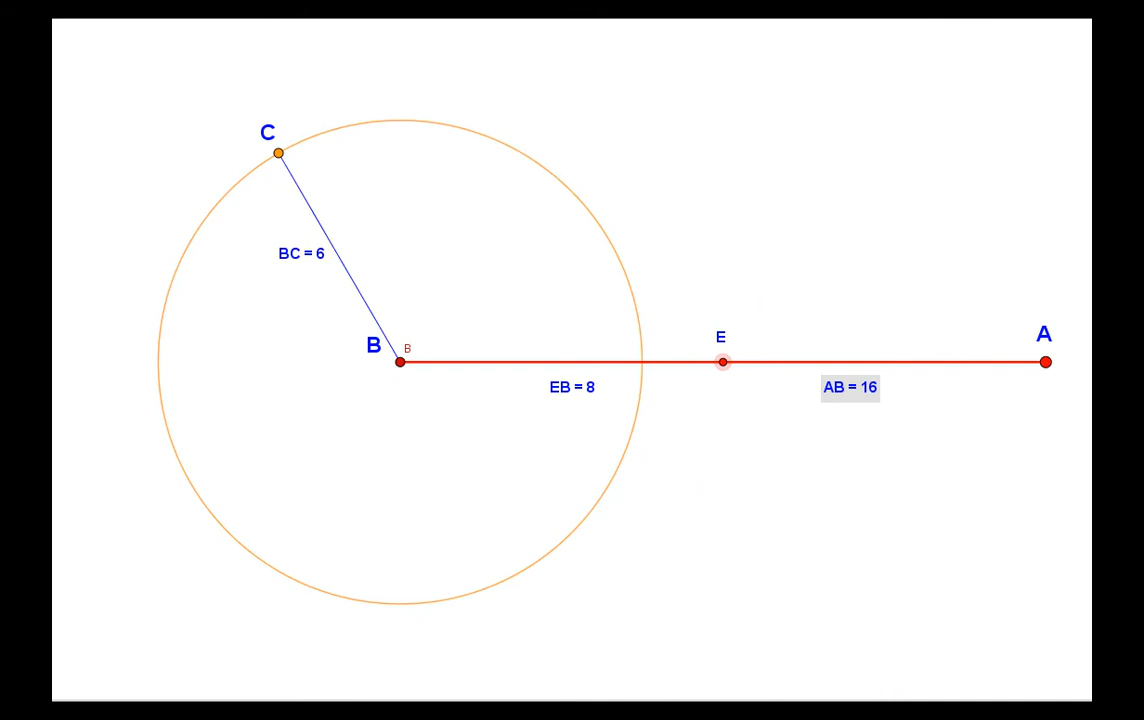 C
BC = 6
B
B
E
A
EB = 8
AB = 16